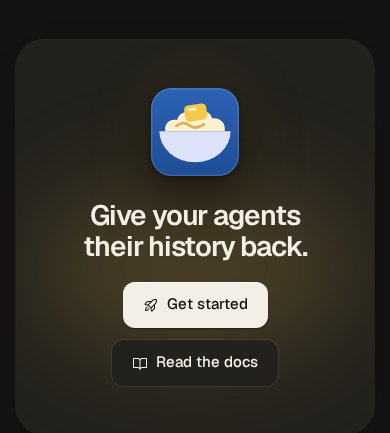 Give your agents
their history back.
Get started
Read the docs